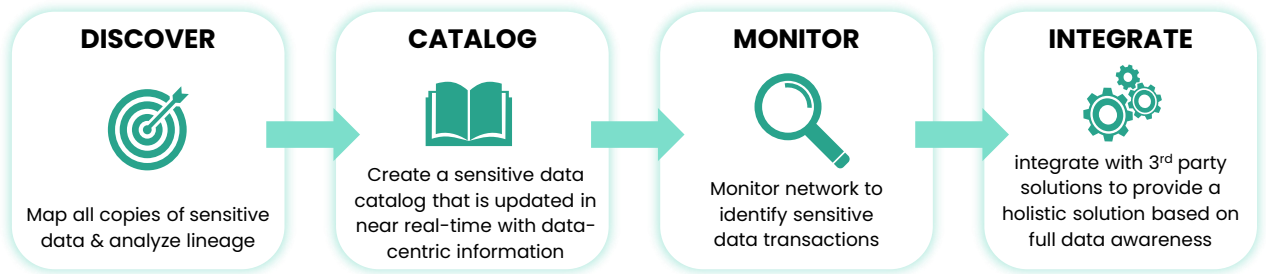 DISCOVER
Map all copies of sensitive
data & analyze lineage
CATALOG
Create a sensitive data
catalog that is updated in
near real-time with data-
centric information
MONITOR
Monitor network to
identify sensitive
data transactions
INTEGRATE
integrate with 3rd party
solutions to provide a
holistic solution based on
full data awareness